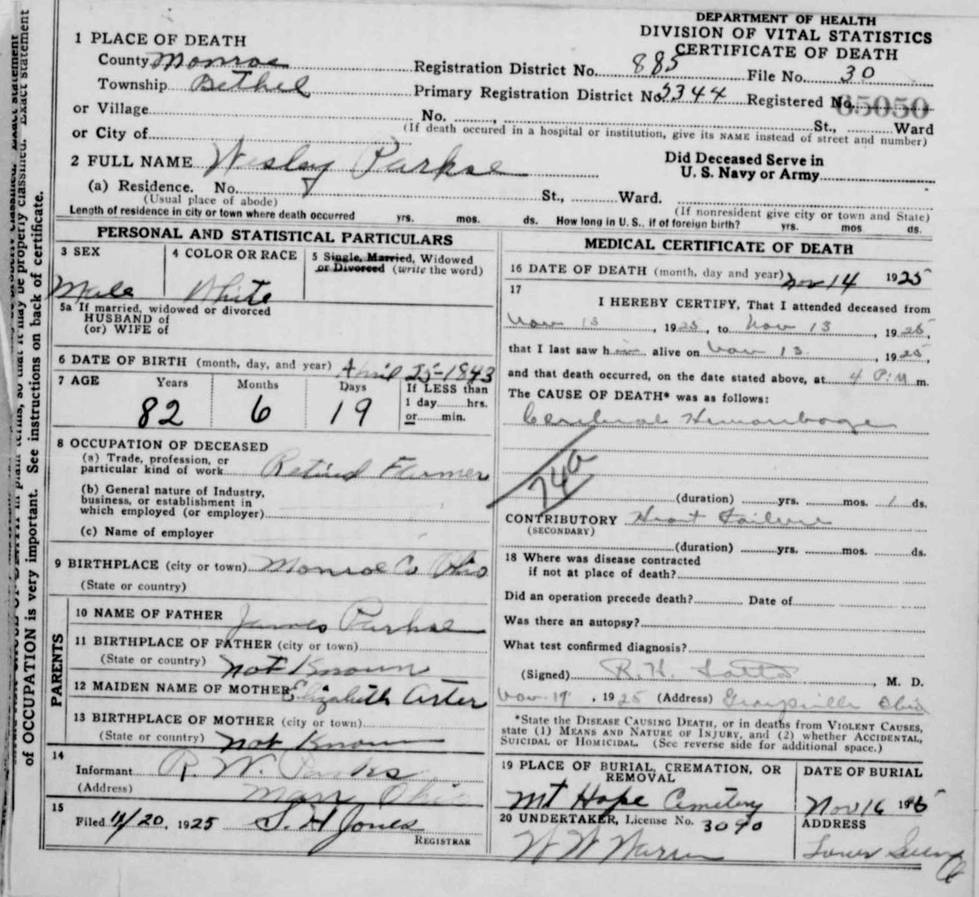 DEPARTMENT OF HEALTH
DIVISION OF VITAL STATISTICS
CERTIFICATE OF DEATH
1 PLACE OF DEATH
County Monroe Registration District No. 885 File No. 30
Township Bethel Primary Registration District No. 5344 Registered No. 65050
or Village No. St., Ward
or City of (If death occured in a hospital or institution, give its NAME instead of street and number)
2 FULL NAME Wesley Parkse Did Deceased Serve in U. S. Navy or Army
(a) Residence. No. St., Ward.
(Usual place of abode) (If nonresident give city or town and State)
Length of residence in city or town where death occurred yrs. mos. ds. How long in U. S., if of foreign birth? yrs. mos ds.
of OCCUPATION is very important. See instructions on back of certificate.
PERSONAL AND STATISTICAL PARTICULARS
3 SEX Male
4 COLOR OR RACE White
5 Single, Married, Widowed
or Divorced (write the word)
5a If married, widowed or divorced
HUSBAND of
(or) WIFE of
6 DATE OF BIRTH (month, day, and year) April 25-1843
7 AGE Years Months Days If LESS than
82 6 19 1 day hrs.
or min.
8 OCCUPATION OF DECEASED
(a) Trade, profession, or
particular kind of work Retired Farmer
(b) General nature of Industry,
business, or establishment in
which employed (or employer)
(c) Name of employer
9 BIRTHPLACE (city or town) Monroe Co Ohio
(State or country)
PARENTS
10 NAME OF FATHER James Parkse
11 BIRTHPLACE OF FATHER (city or town)
(State or country) Not Known
12 MAIDEN NAME OF MOTHER Elizabeth
13 BIRTHPLACE OF MOTHER (city or town)
(State or country) Not Known
14
Informant R. W. Parks
(Address) Marr Ohio
15
Filed 11/20, 1925 S. H Jones
REGISTRAR
MEDICAL CERTIFICATE OF DEATH
16 DATE OF DEATH (month, day and year) Nov 14 1925
17
I HEREBY CERTIFY, That I attended deceased from
Nov 13, 1925, to Nov 13, 1925,
that I last saw him alive on Nov 13, 1925,
and that death occurred, on the date stated above, at 4 P.M m.
The CAUSE OF DEATH* was as follows:
Cerebral Hemorrhage
74a
(duration) yrs. mos. 1 ds.
CONTRIBUTORY Heart Failure
(SECONDARY)
(duration) yrs. mos. ds.
18 Where was disease contracted
if not at place of death?
Did an operation precede death? Date of
Was there an autopsy?
What test confirmed diagnosis?
(Signed) R. H. M. D.
Nov 19, 1925 (Address) Graysville Ohio
*State the DISEASE CAUSING DEATH, or in deaths from VIOLENT CAUSES,
state (1) MEANS AND NATURE OF INJURY, and (2) whether ACCIDENTAL,
SUICIDAL or HOMICIDAL. (See reverse side for additional space.)
19 PLACE OF BURIAL, CREMATION, OR
REMOVAL
Mt Hope Cemetery
DATE OF BURIAL
Nov 16 1925
20 UNDERTAKER, License No. 3090
W W Warren
ADDRESS
Lower